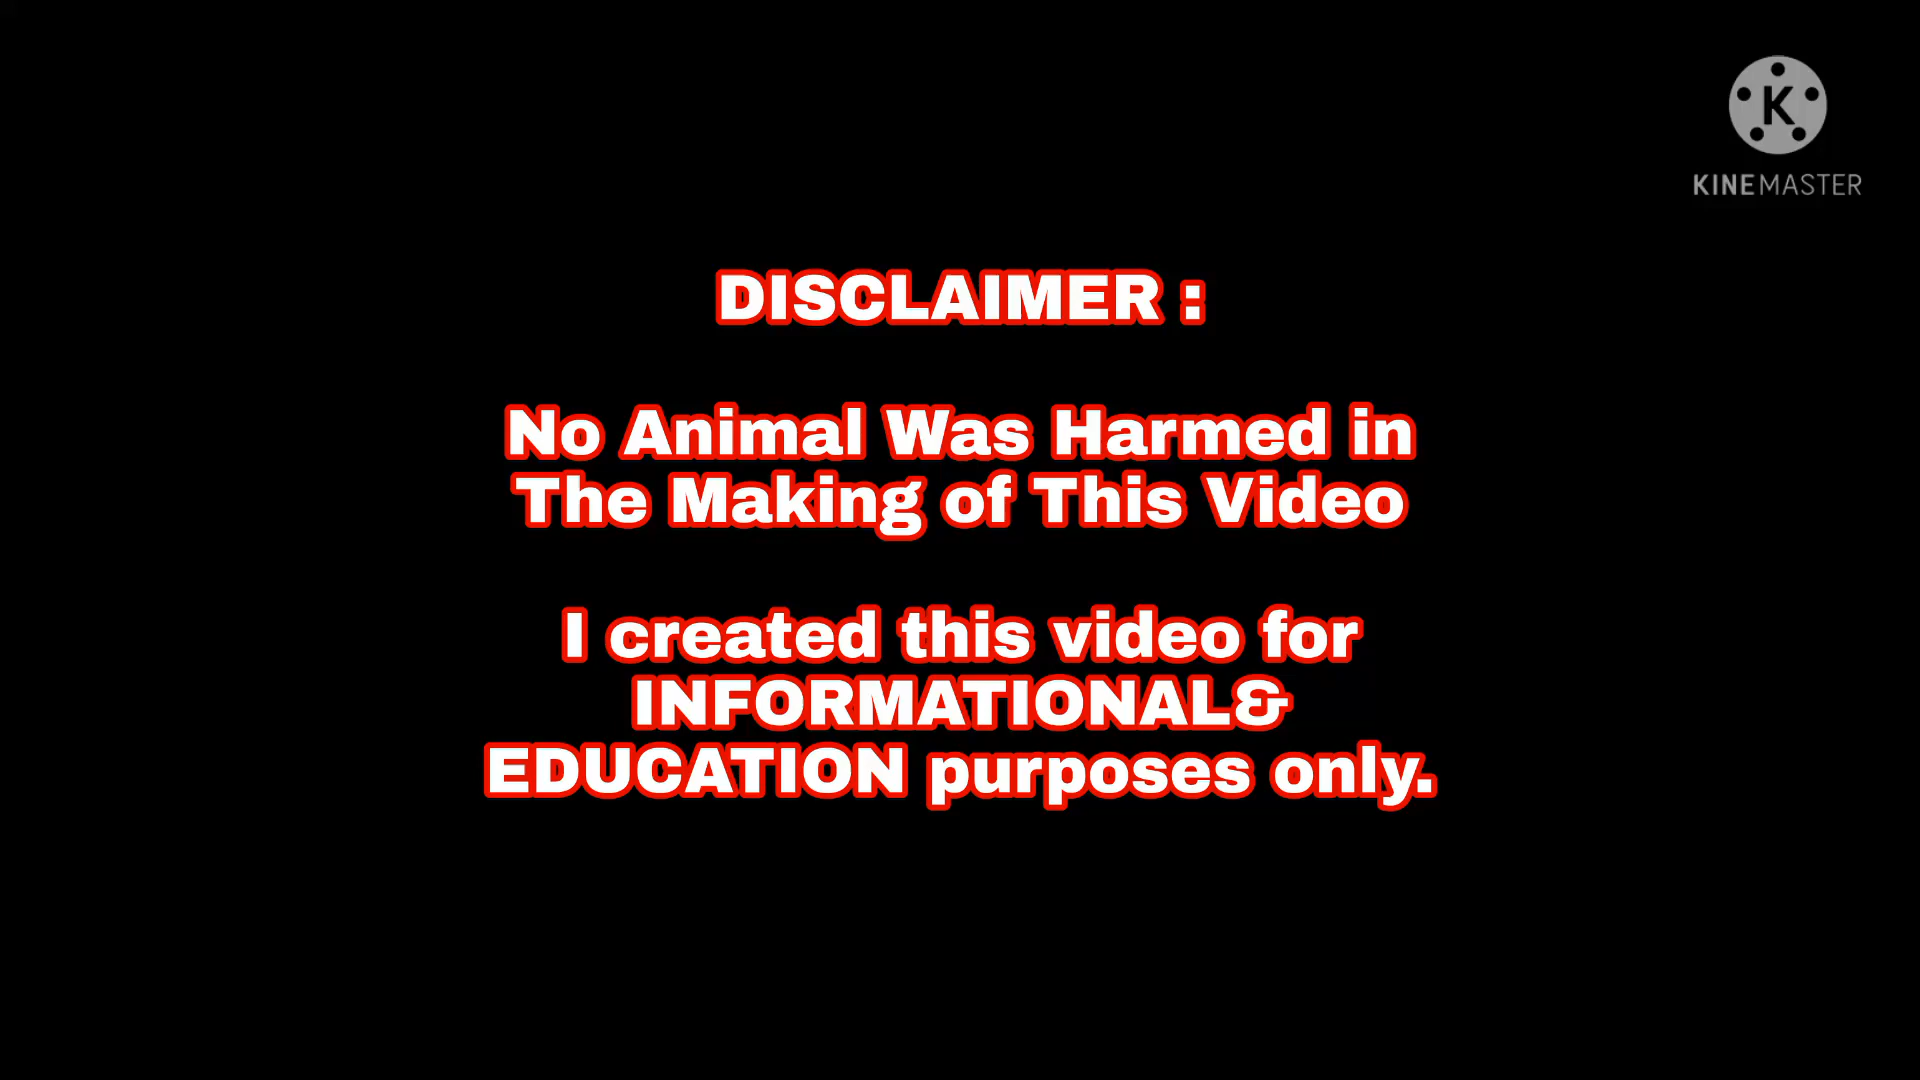 K
KINEMASTER
DISCLAIMER :
No Animal Was Harmed in
The Making of This Video
I created this video for
INFORMATIONAL&
EDUCATION purposes only.